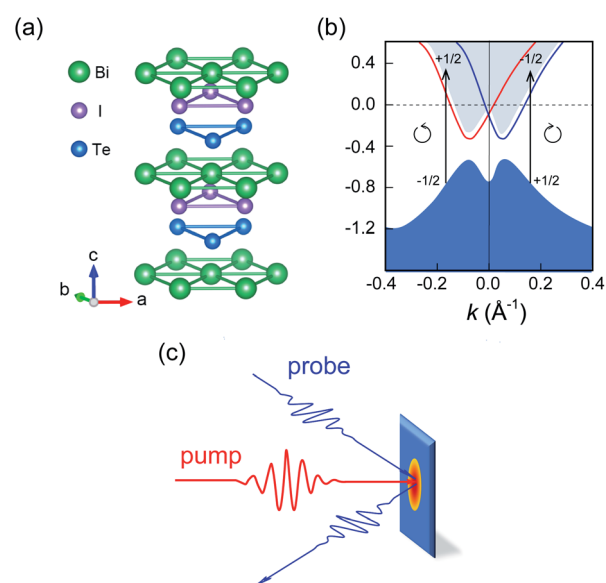 (a)
Bi
I
Te
c
b
a
(b)
0.6
+1/2
-1/2
0.0
-0.4
-1/2
+1/2
-0.8
-1.2
-0.4
-0.2
0.0
0.2
0.4
k (Å⁻¹)
(c)
probe
pump